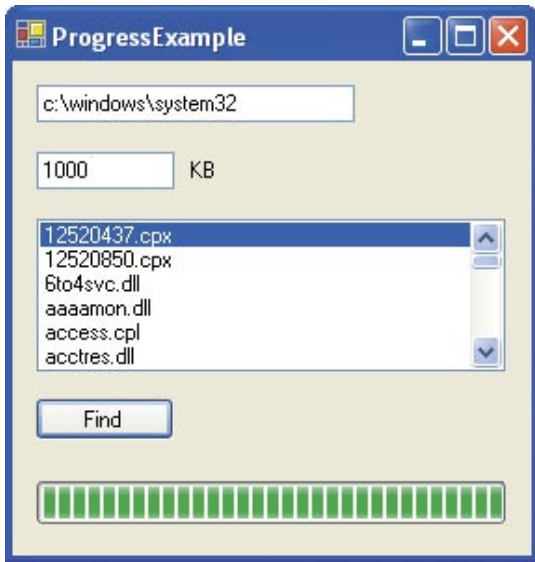 ProgressExample
c:\windows\system32
1000 KB
12520437.cpx
12520850.cpx
6to4svc.dll
aaaamon.dll
access.cpl
acctres.dll
Find